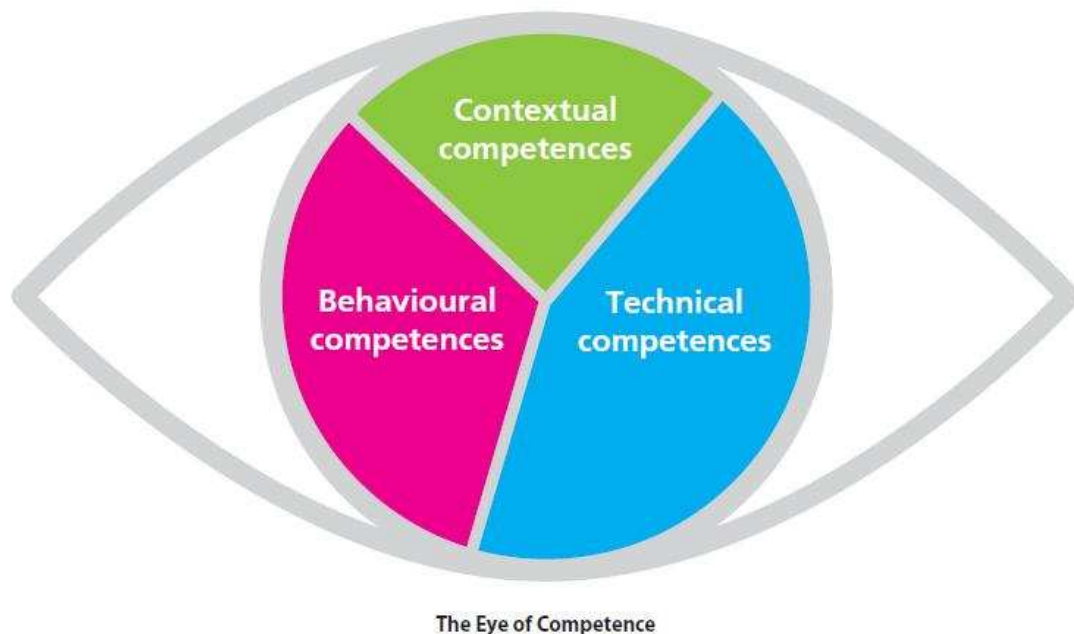 Contextual
competences
Behavioural
competences
Technical
competences
The Eye of Competence